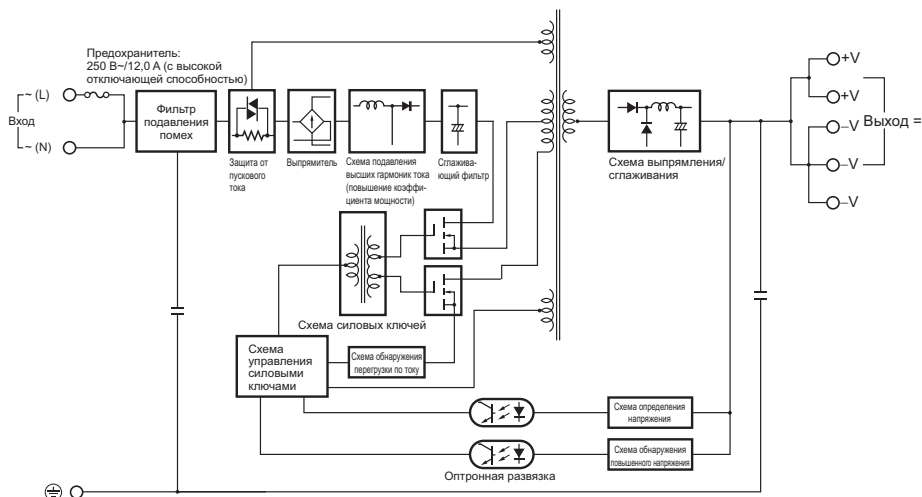 Предохранитель:
250 В~/12,0 А (с высокой
отключающей способностью)
~ (L)
Вход
~ (N)
Фильтр
подавления
помех
Защита от
пускового
тока
Выпрямитель
Схема подавления
высших гармоник тока
(повышение коэффи-
циента мощности)
Сглажива-
ющий фильтр
Схема выпрямления/
сглаживания
+V
+V
–V
–V
–V
Выход =
Схема силовых ключей
Схема
управления
силовыми
ключами
Схема обнаружения
перегрузки по току
Схема определения
напряжения
Схема обнаружения
повышенного напряжения
Оптронная развязка